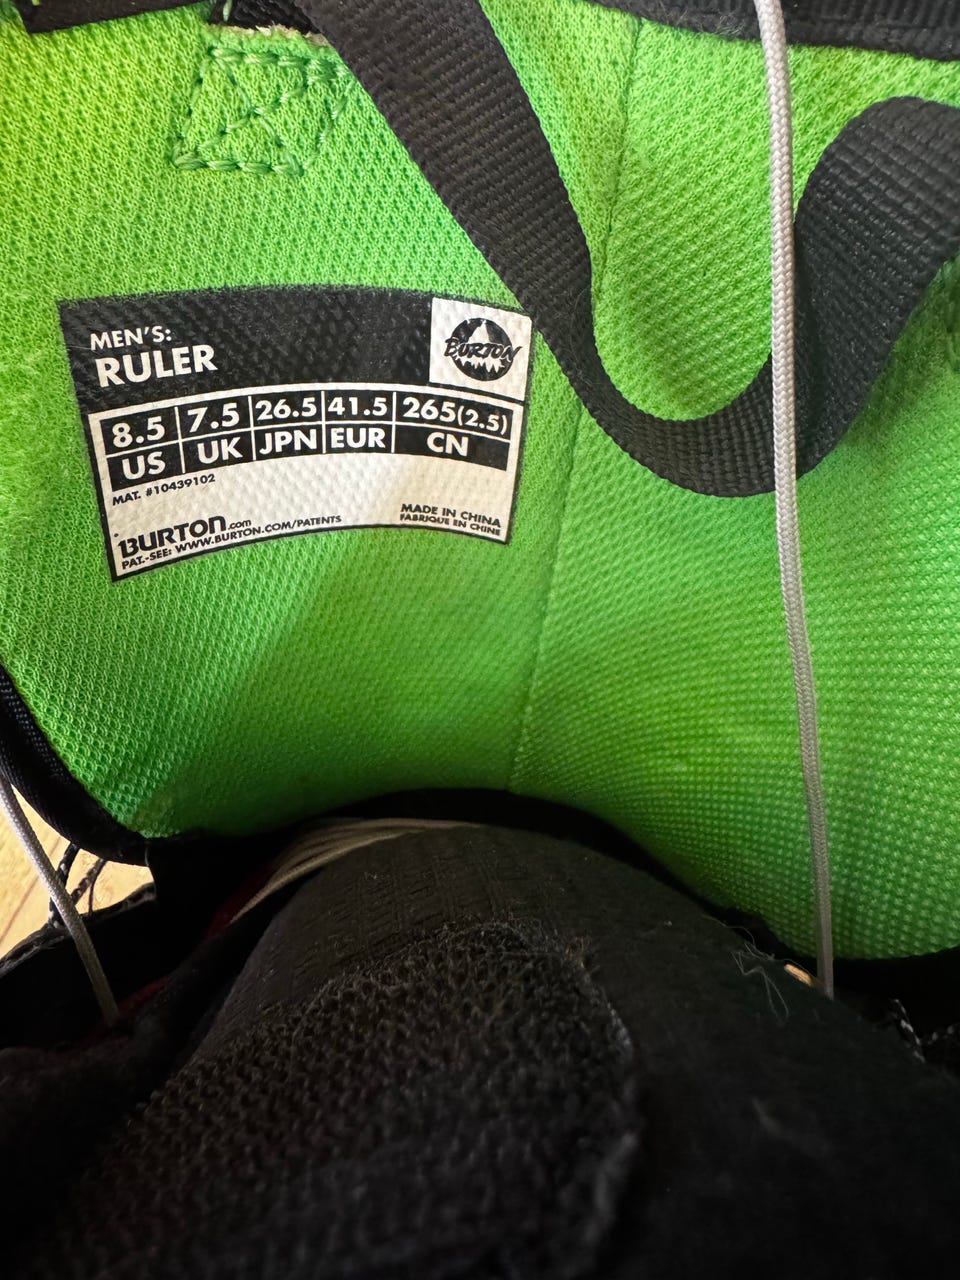 MEN'S:
RULER
BURTON
8.5 7.5 26.5 41.5 265(2.5)
US UK JPN EUR CN
MAT. #10439102
BURTON.com
PAT.-SEE: WWW.BURTON.COM/PATENTS
MADE IN CHINA
FABRIQUE EN CHINE